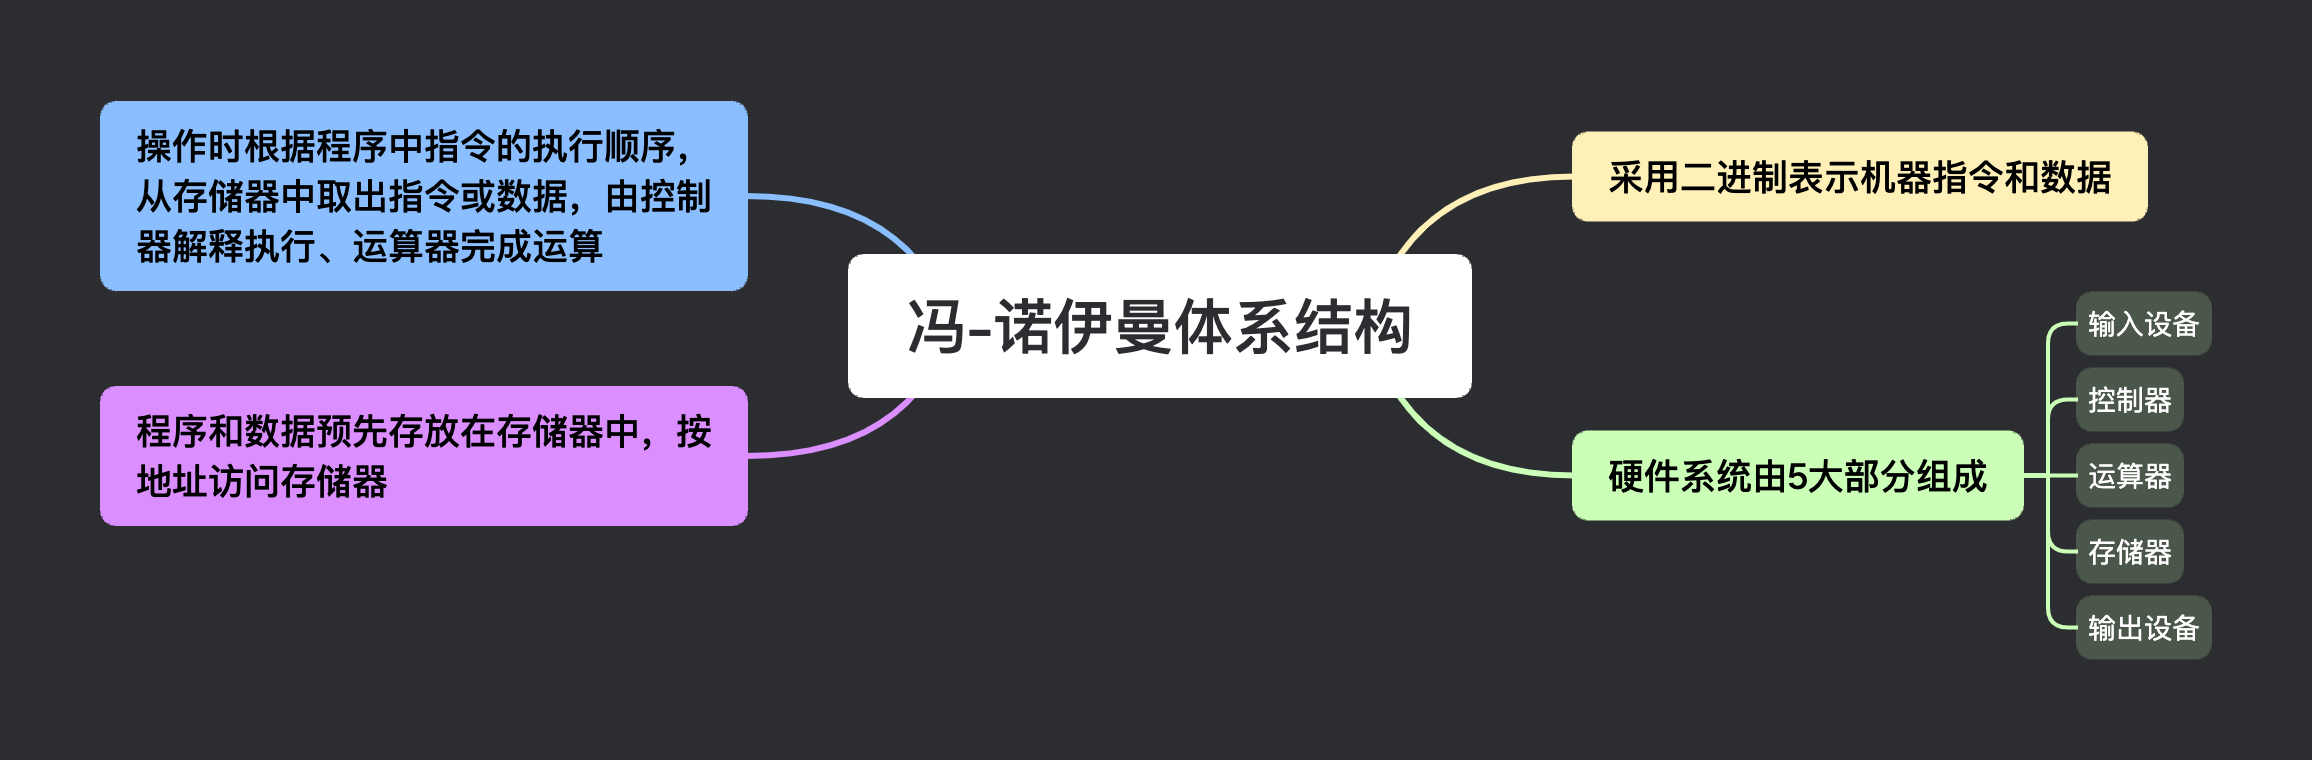 冯-诺伊曼体系结构
采用二进制表示机器指令和数据
硬件系统由5大部分组成
输入设备
控制器
运算器
存储器
输出设备
操作时根据程序中指令的执行顺序，
从存储器中取出指令或数据，由控制
器解释执行、运算器完成运算
程序和数据预先存放在存储器中，按
地址访问存储器